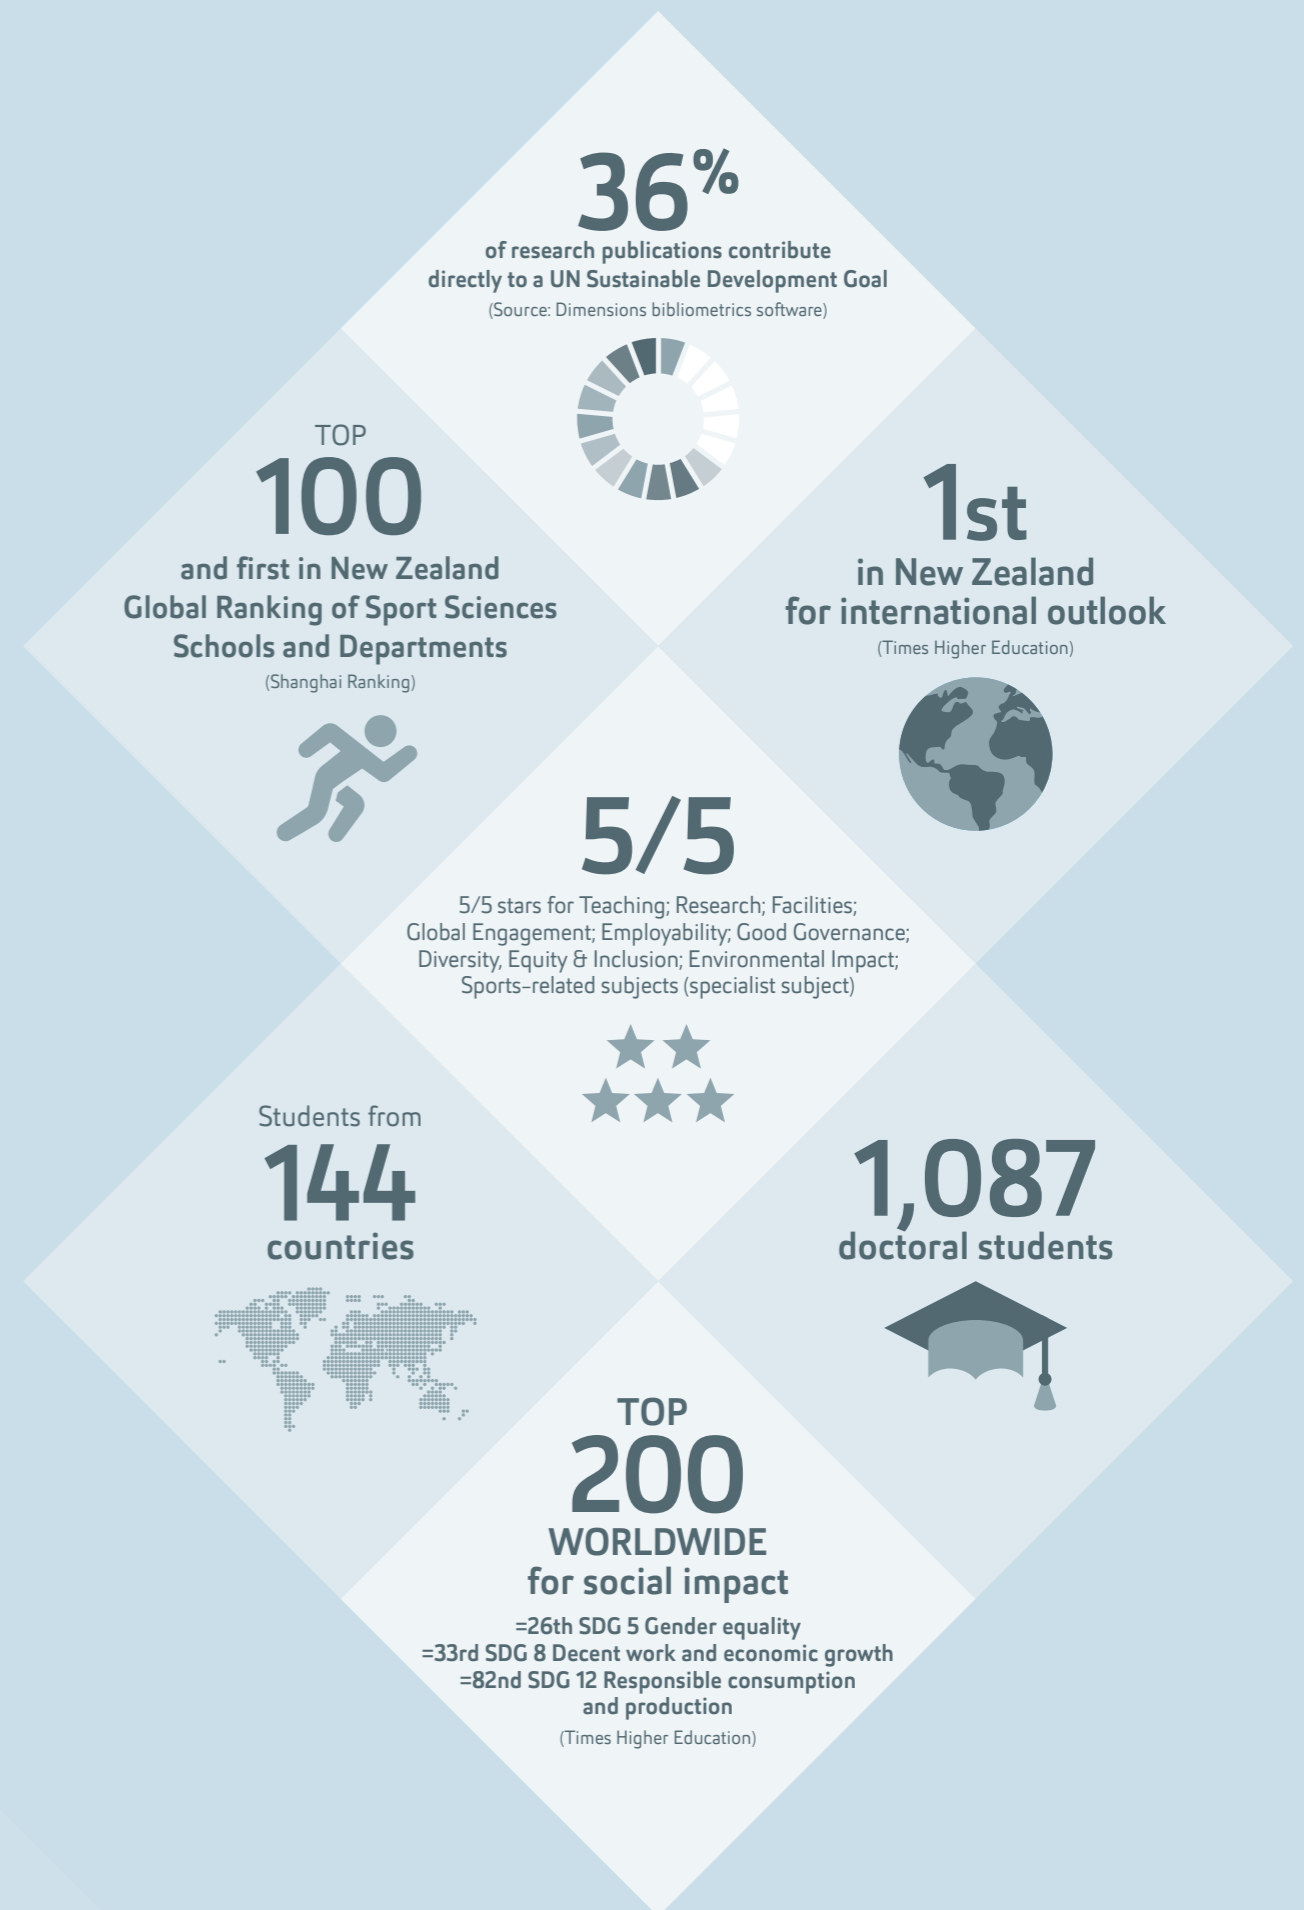 36%
of research publications contribute
directly to a UN Sustainable Development Goal
(Source: Dimensions bibliometrics software)
TOP
100
and first in New Zealand
Global Ranking of Sport Sciences
Schools and Departments
(Shanghai Ranking)
1st
in New Zealand
for international outlook
(Times Higher Education)
5/5
5/5 stars for Teaching; Research; Facilities;
Global Engagement; Employability; Good Governance;
Diversity, Equity & Inclusion; Environmental Impact;
Sports-related subjects (specialist subject)
Students from
144
countries
1,087
doctoral students
TOP
200
WORLDWIDE
for social impact
=26th SDG 5 Gender equality
=33rd SDG 8 Decent work and economic growth
=82nd SDG 12 Responsible consumption
and production
(Times Higher Education)